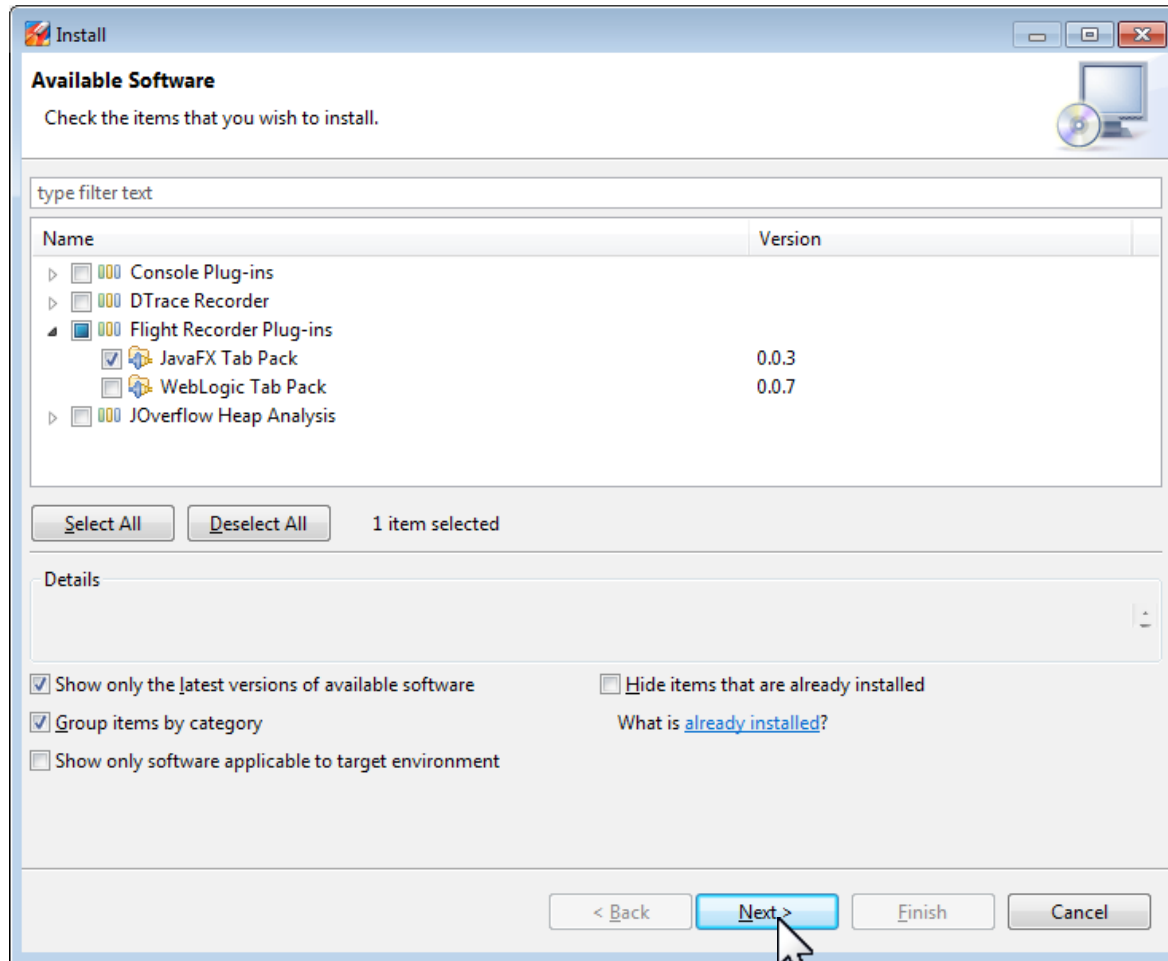 Install
Available Software
Check the items that you wish to install.
type filter text
Name Version
Console Plug-ins
DTrace Recorder
Flight Recorder Plug-ins
JavaFX Tab Pack 0.0.3
WebLogic Tab Pack 0.0.7
JOverflow Heap Analysis
Select All Deselect All 1 item selected
Details
Show only the latest versions of available software Hide items that are already installed
Group items by category What is already installed?
Show only software applicable to target environment
< Back Next > Finish Cancel